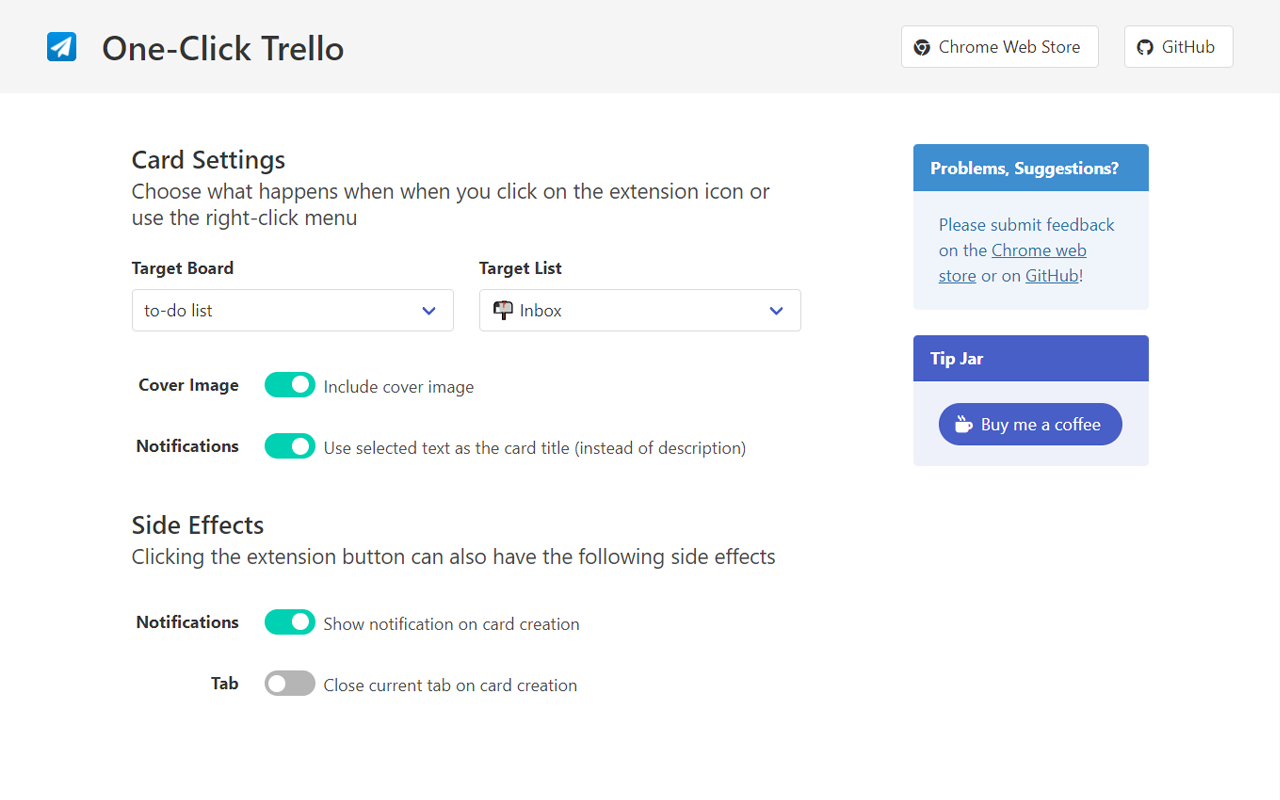 One-Click Trello
Chrome Web Store
GitHub
Card Settings
Choose what happens when when you click on the extension icon or
use the right-click menu
Target Board
Target List
to-do list
Inbox
Cover Image
Include cover image
Notifications
Use selected text as the card title (instead of description)
Side Effects
Clicking the extension button can also have the following side effects
Notifications
Show notification on card creation
Tab
Close current tab on card creation
Problems, Suggestions?
Please submit feedback
on the Chrome web
store or on GitHub!
Tip Jar
Buy me a coffee